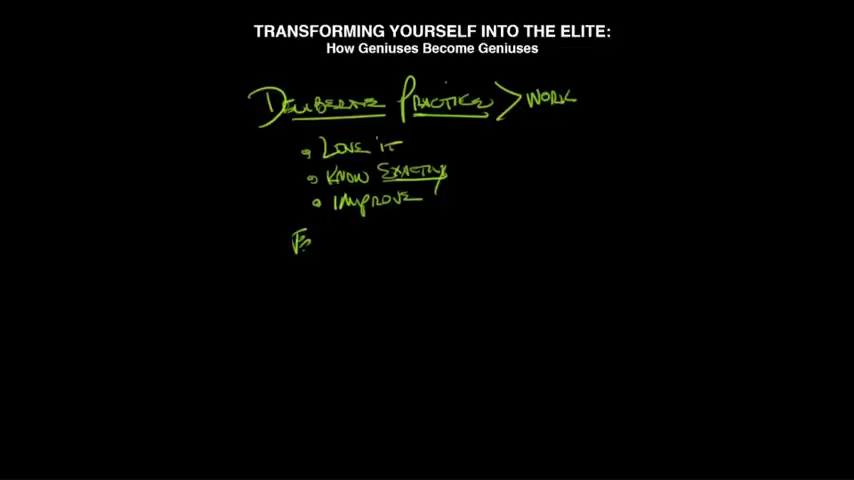 TRANSFORMING YOURSELF INTO THE ELITE:
How Geniuses Become Geniuses
DELIBERATE PRACTICE > WORK
• LOVE IT
• KNOW EXACTLY
• IMPROVE